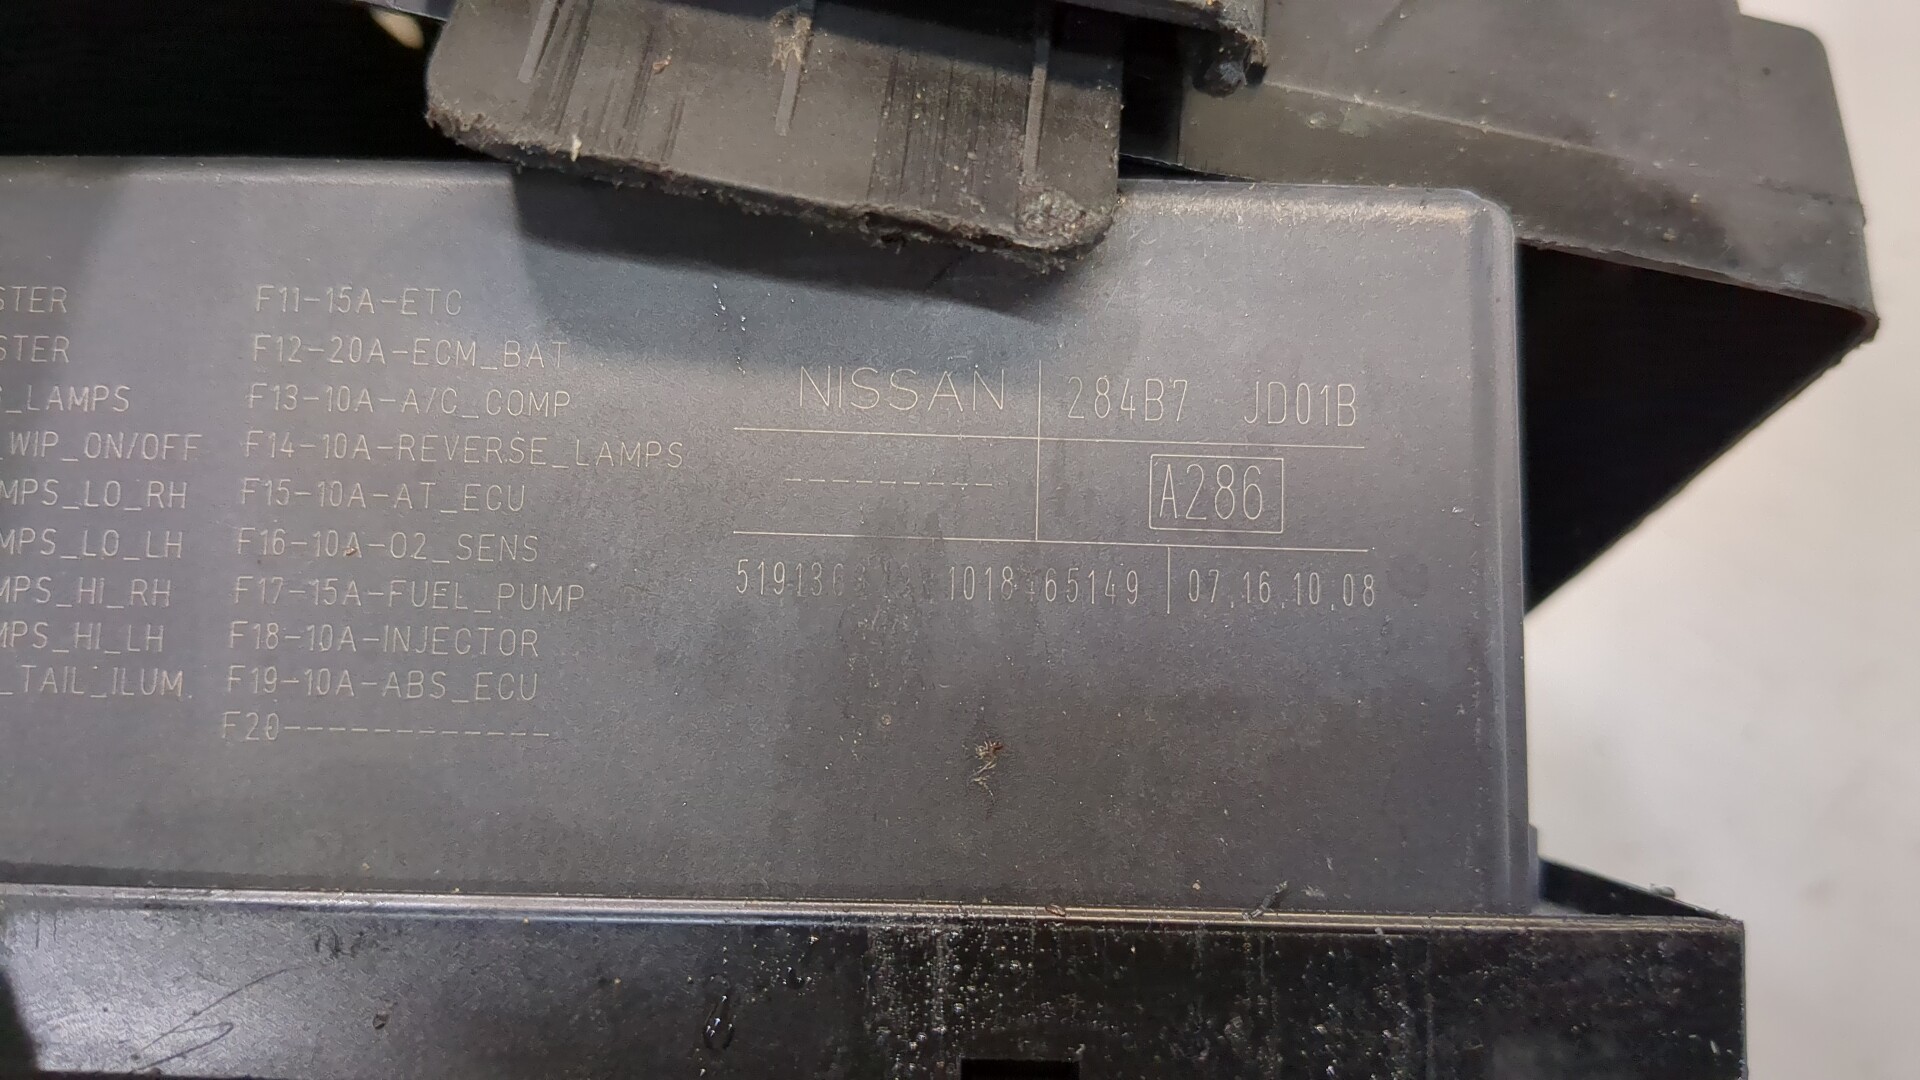 STER
STER
_LAMPS
_WIP_ON/OFF
MPS_LO_RH
MPS_LO_LH
MPS_HI_RH
MPS_HI_LH
_TAIL_ILUM.
F11-15A-ETC
F12-20A-ECM_BAT
F13-10A-A/C_COMP
F14-10A-REVERSE_LAMPS
F15-10A-AT_ECU
F16-10A-O2_SENS
F17-15A-FUEL_PUMP
F18-10A-INJECTOR
F19-10A-ABS_ECU
F20------------
NISSAN 284B7 JD01B
--------- A286
65149 07.16.10.08